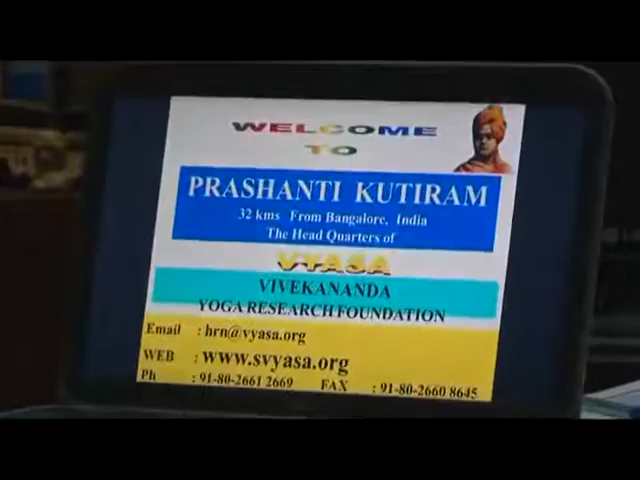 WELCOME
TO
PRASHANTI KUTIRAM
32 kms From Bangalore, India
The Head Quarters of
VYASA
VIVEKANANDA
YOGA RESEARCH FOUNDATION
Email : hrn@vyasa.org
WEB : www.svyasa.org
Ph : 91-80-2661 2669 FAX : 91-80-2660 8645